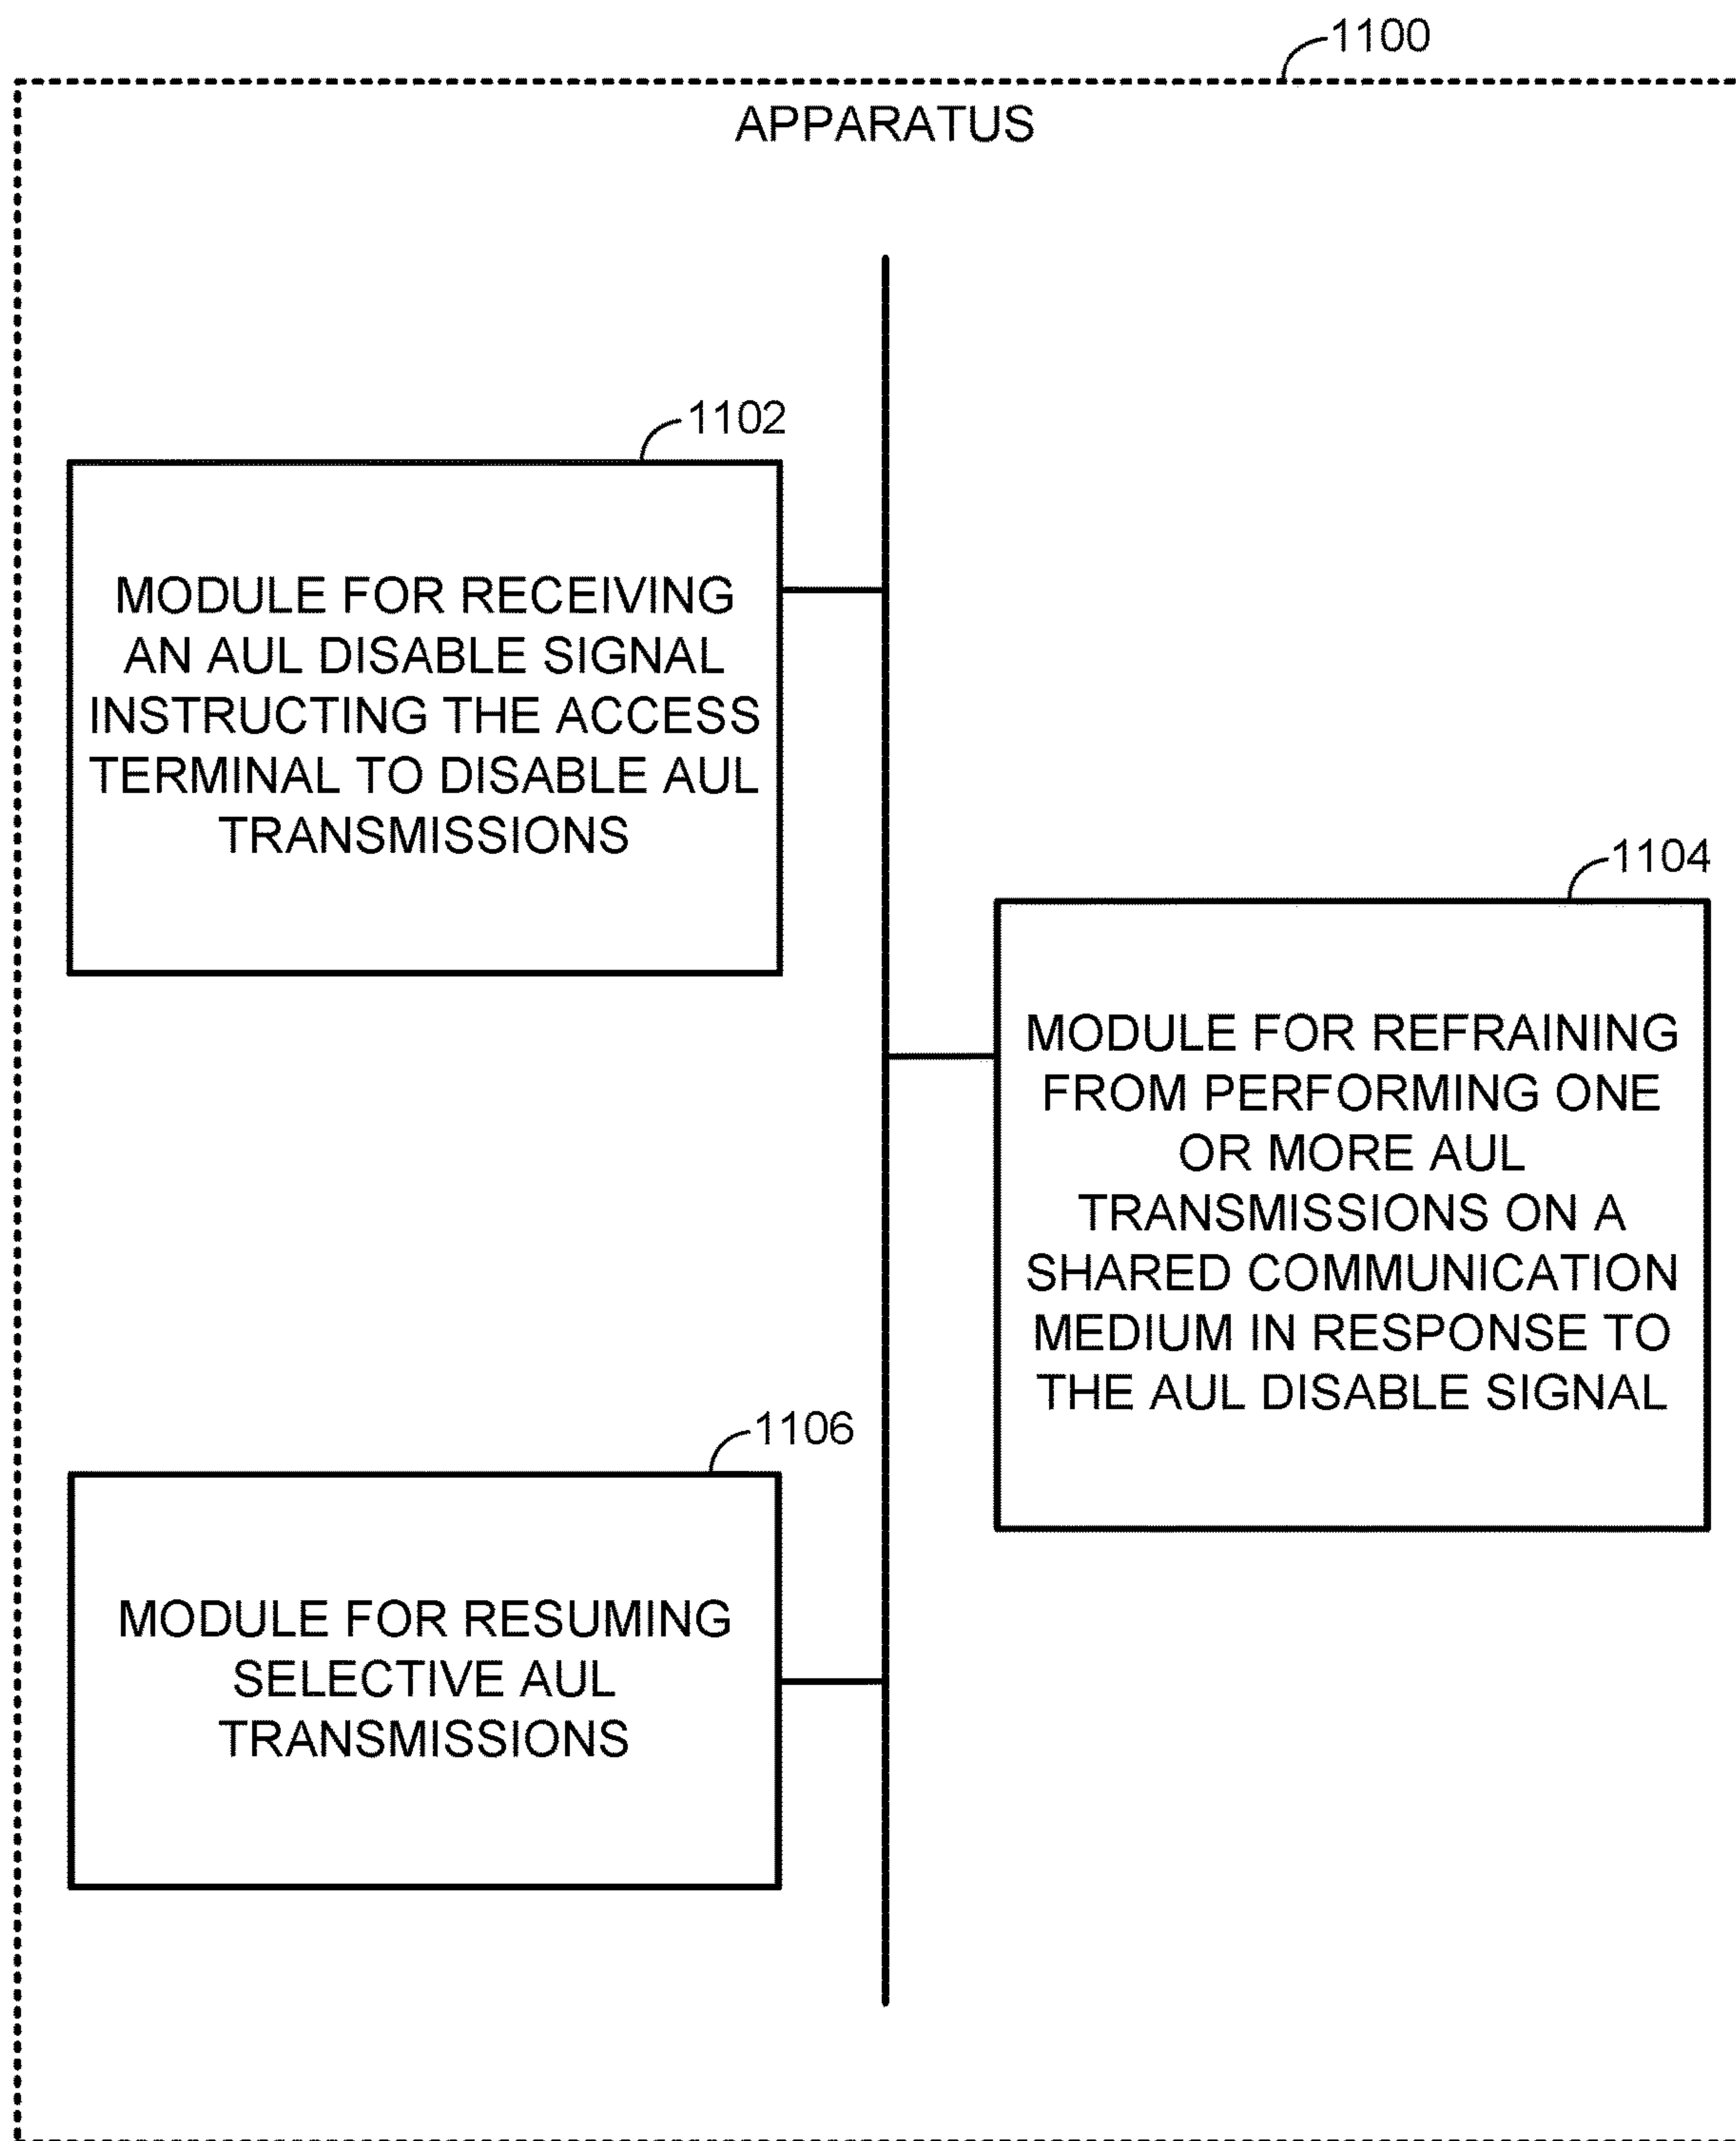 1100
APPARATUS
1102
MODULE FOR RECEIVING
AN AUL DISABLE SIGNAL
INSTRUCTING THE ACCESS
TERMINAL TO DISABLE AUL
TRANSMISSIONS
1104
MODULE FOR REFRAINING
FROM PERFORMING ONE
OR MORE AUL
TRANSMISSIONS ON A
SHARED COMMUNICATION
MEDIUM IN RESPONSE TO
THE AUL DISABLE SIGNAL
1106
MODULE FOR RESUMING
SELECTIVE AUL
TRANSMISSIONS